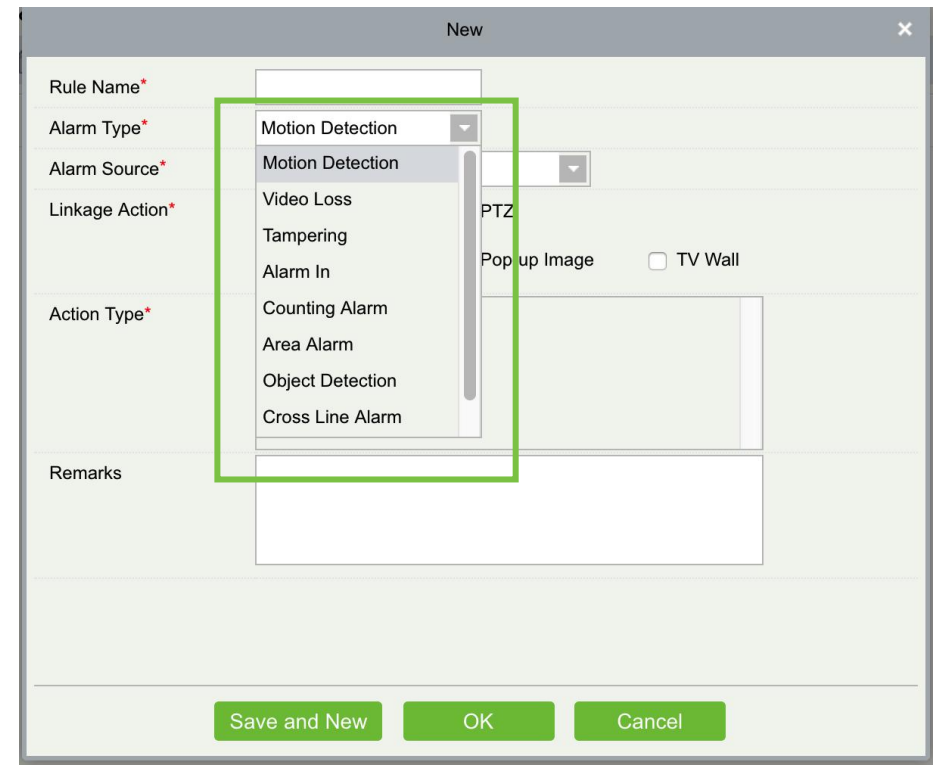 New
×
Rule Name*
Alarm Type* Motion Detection
Motion Detection
Alarm Source*
Video Loss
Linkage Action* PTZ
Tampering
Pop up Image TV Wall
Alarm In
Action Type* Counting Alarm
Area Alarm
Object Detection
Cross Line Alarm
Remarks
Save and New OK Cancel